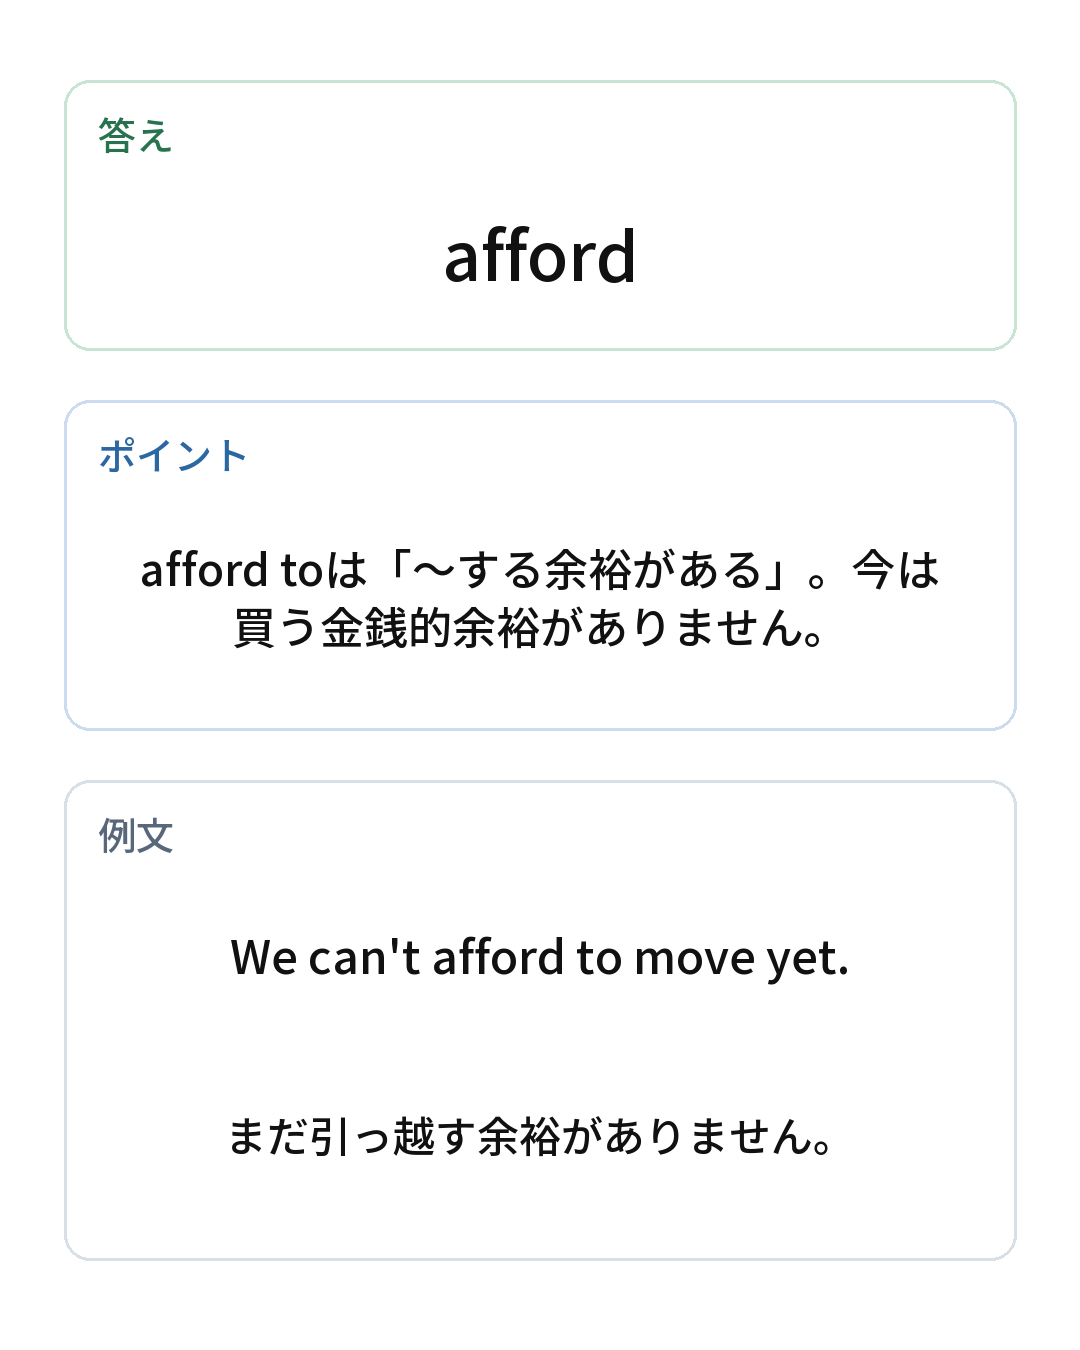 答え
afford
ポイント
afford toは「〜する余裕がある」。今は
買う金銭的余裕がありません。
例文
We can't afford to move yet.
まだ引っ越す余裕がありません。